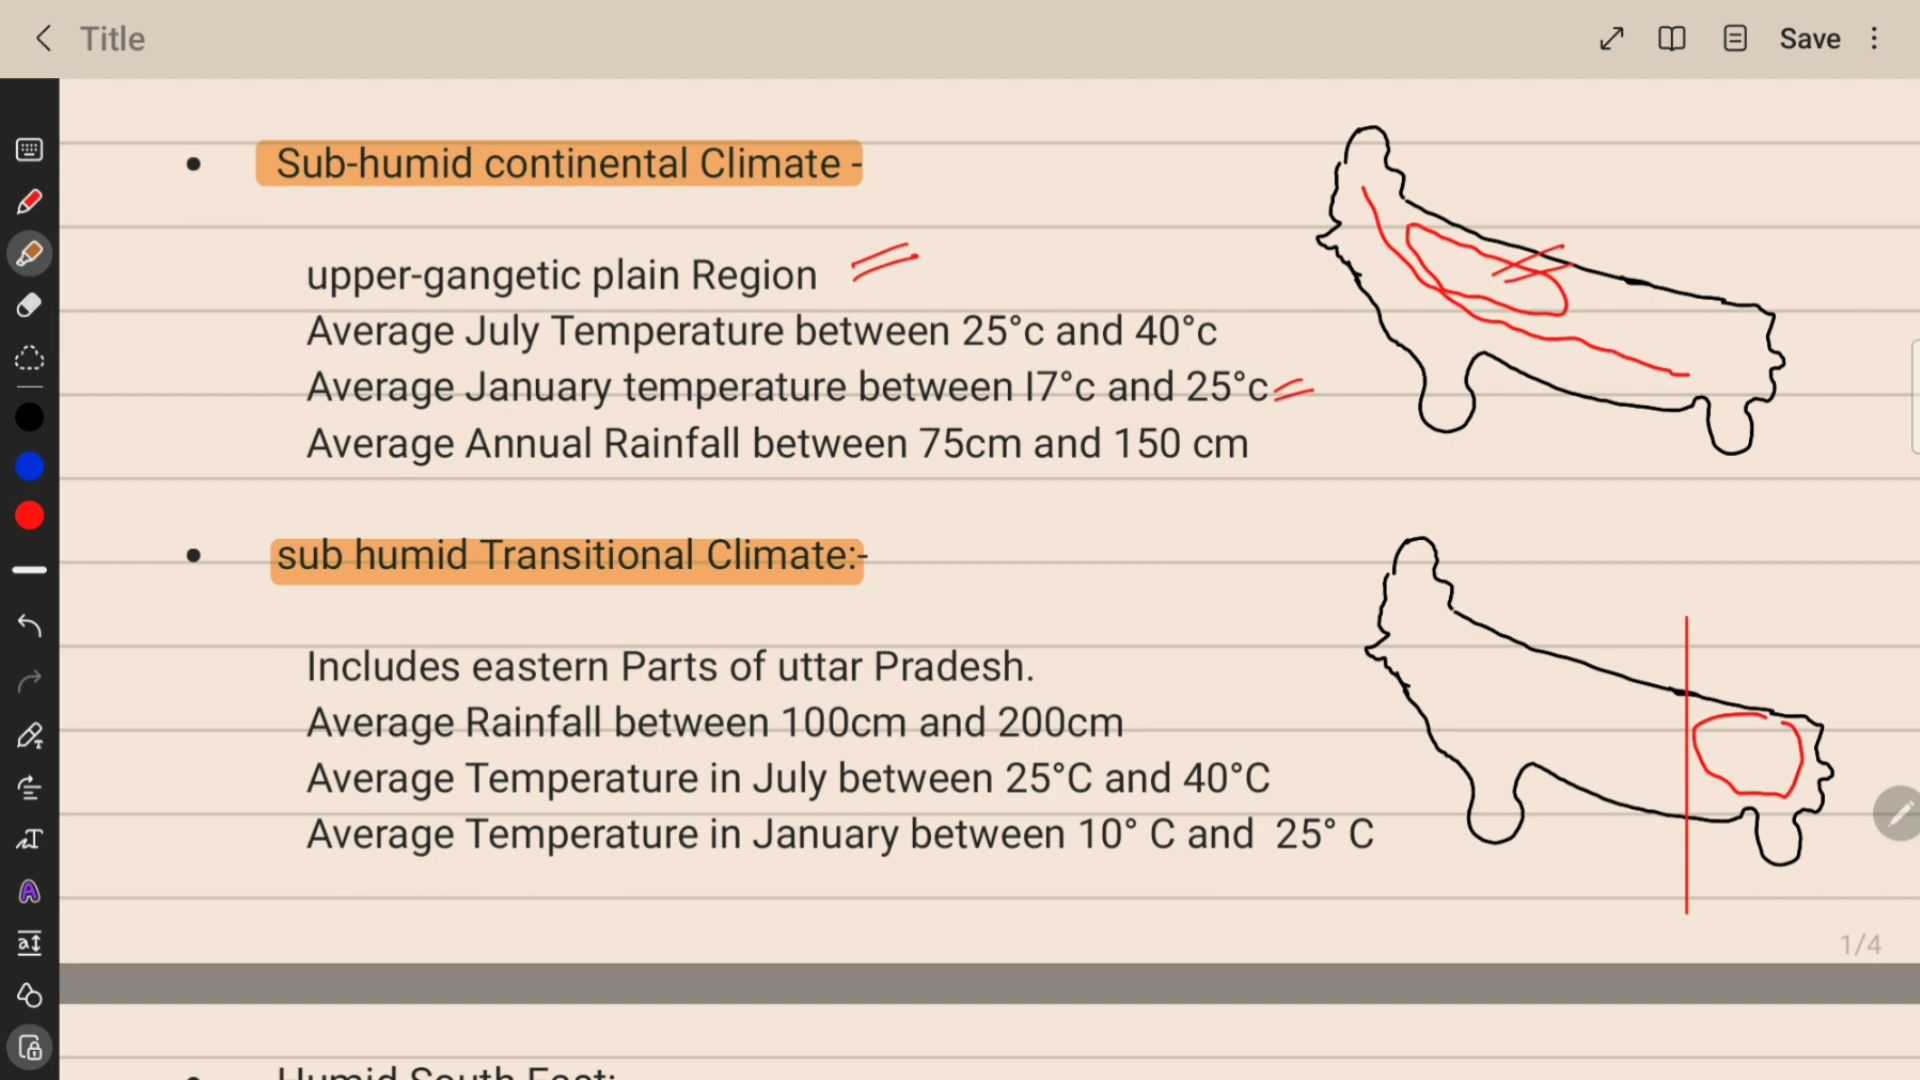 Title
Save
Sub-humid continental Climate -
upper-gangetic plain Region
Average July Temperature between 25°c and 40°c
Average January temperature between I7°c and 25°c
Average Annual Rainfall between 75cm and 150 cm
sub humid Transitional Climate:-
Includes eastern Parts of uttar Pradesh.
Average Rainfall between 100cm and 200cm
Average Temperature in July between 25°C and 40°C
Average Temperature in January between 10° C and 25° C
1/4
Humid South East: